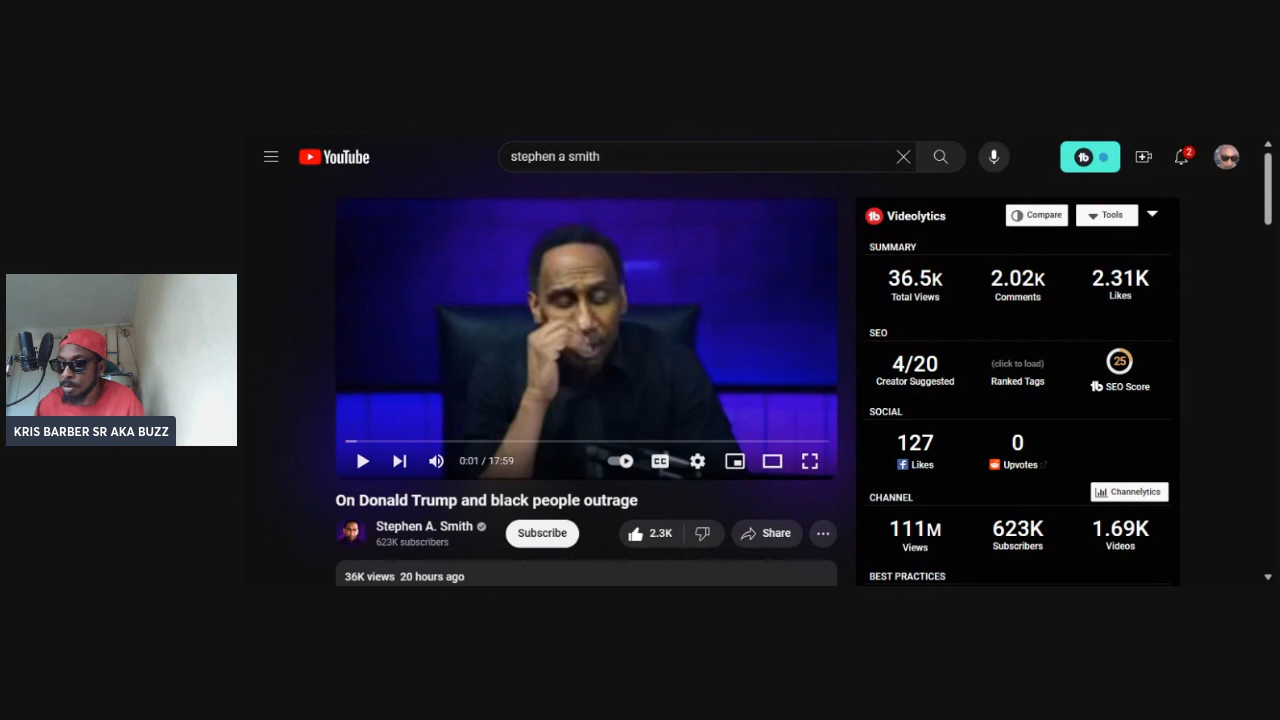 YouTube
stephen a smith
2
Videolytics
Compare
Tools
SUMMARY
36.5K
2.02K
2.31K
Total Views
Comments
Likes
SEO
4/20
(click to load)
25
Creator Suggested
Ranked Tags
SEO Score
SOCIAL
127
0
Likes
Upvotes
Channelytics
CHANNEL
111M
623K
1.69K
Views
Subscribers
Videos
BEST PRACTICES
KRIS BARBER SR AKA BUZZ
0:01 / 17:59
CC
On Donald Trump and black people outrage
Stephen A. Smith
623K subscribers
Subscribe
2.3K
Share
36K views 20 hours ago